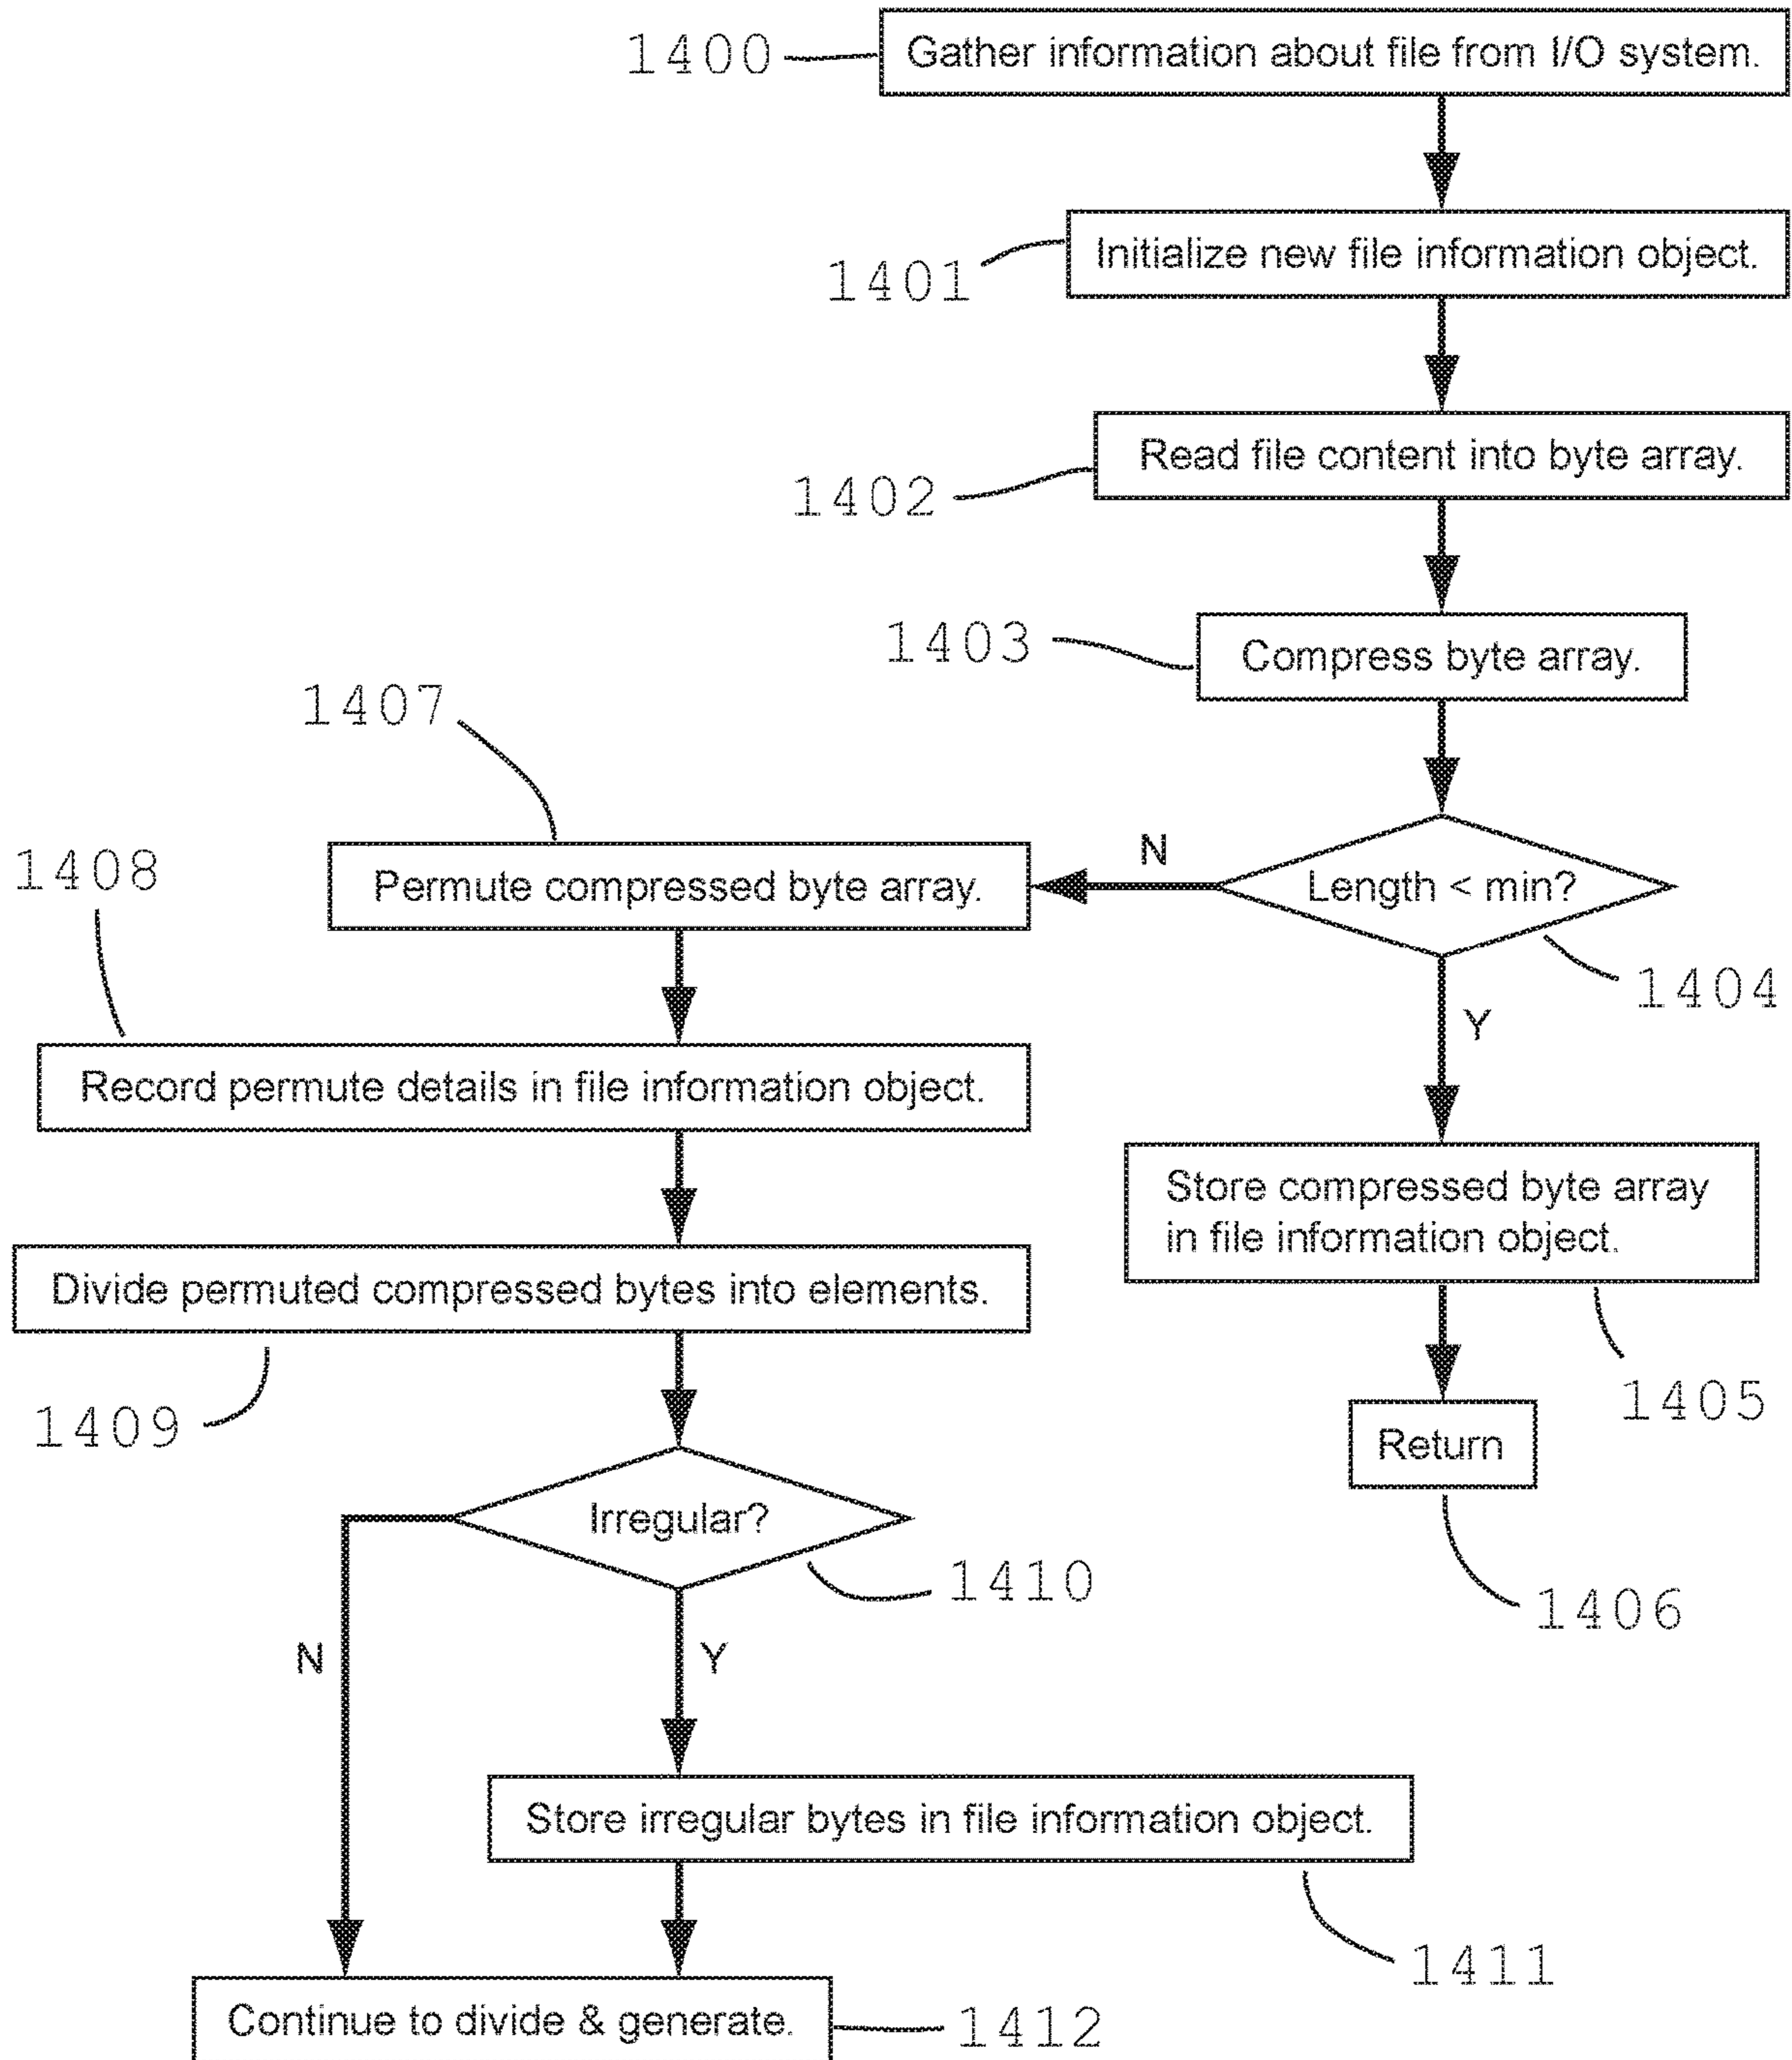 1400
Gather information about file from I/O system.
1401
Initialize new file information object.
1402
Read file content into byte array.
1403
Compress byte array.
1407
1408
Permute compressed byte array.
N
Length < min?
1404
Y
Record permute details in file information object.
Store compressed byte array
in file information object.
Divide permuted compressed bytes into elements.
1405
1409
Return
Irregular?
1410
1406
N
Y
Store irregular bytes in file information object.
1411
Continue to divide & generate.
1412